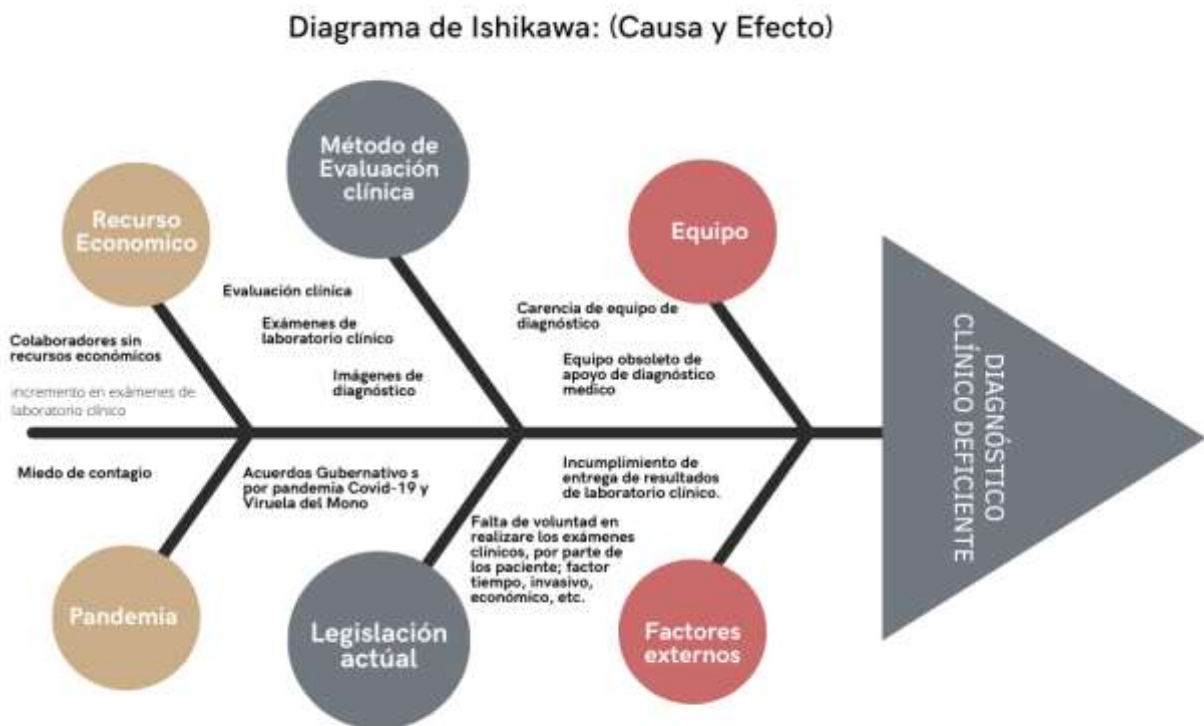 Diagrama de Ishikawa: (Causa y Efecto)
Método de
Evaluación
clínica
Recurso
Economico
Equipo
Evaluación clínica
Exámenes de
laboratorio clínico
Imágenes de
diagnóstico
Carencia de equipo de
diagnóstico
Equipo obsoleto de
apoyo de diagnóstico
medico
Colaboradores sin
recursos económicos
incremento en exámenes de
laboratorio clínico
DIAGNÓSTICO
CLÍNICO DEFICIENTE
Miedo de contagio
Acuerdos Gubernativo s
por pandemia Covid-19 y
Viruela del Mono
Incumplimiento de
entrega de resultados
de laboratorio clínico.
Falta de voluntad en
realizare los exámenes
clínicos, por parte de
los paciente; factor
tiempo, invasivo,
económico, etc.
Pandemia
Legislación
actúal
Factores
externos